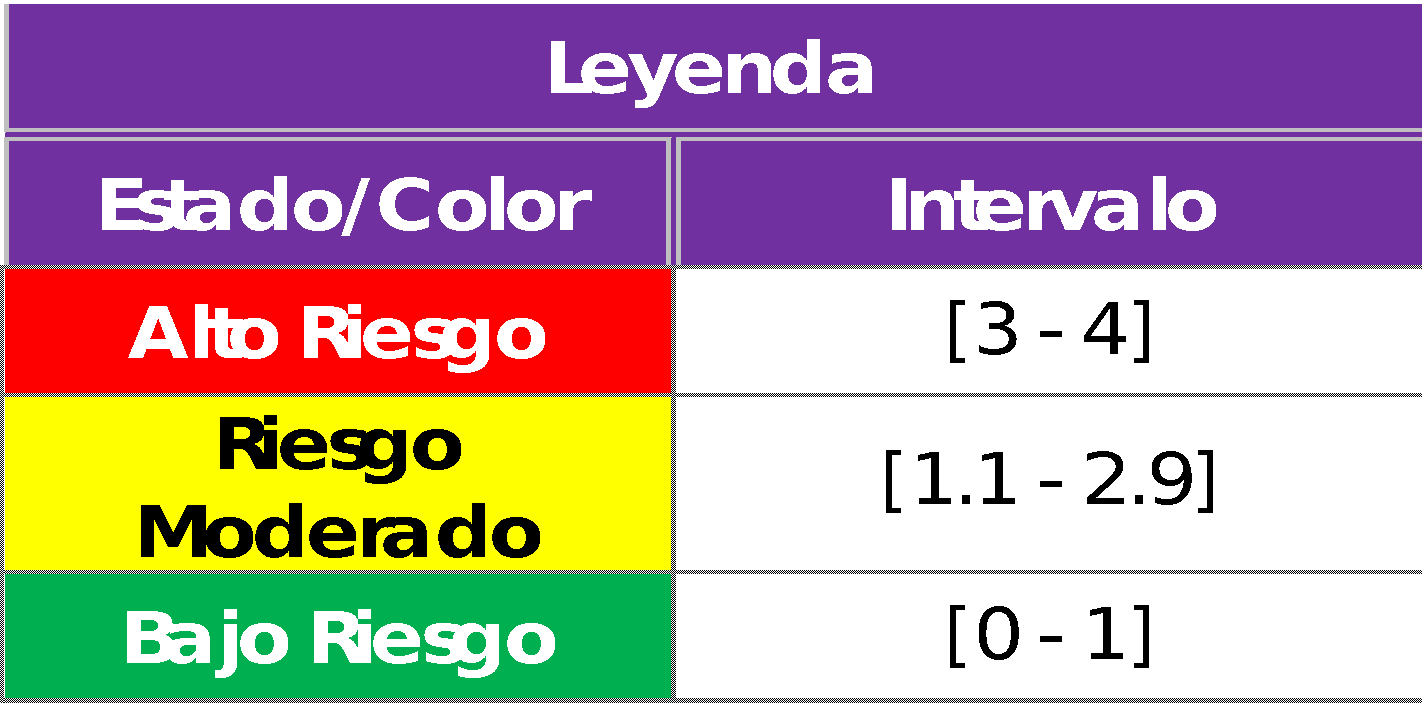 Leyenda
Estado/Color
Intervalo
Alto Riesgo
[3 - 4]
Riesgo
Moderado
[1.1 - 2.9]
Bajo Riesgo
[0 - 1]